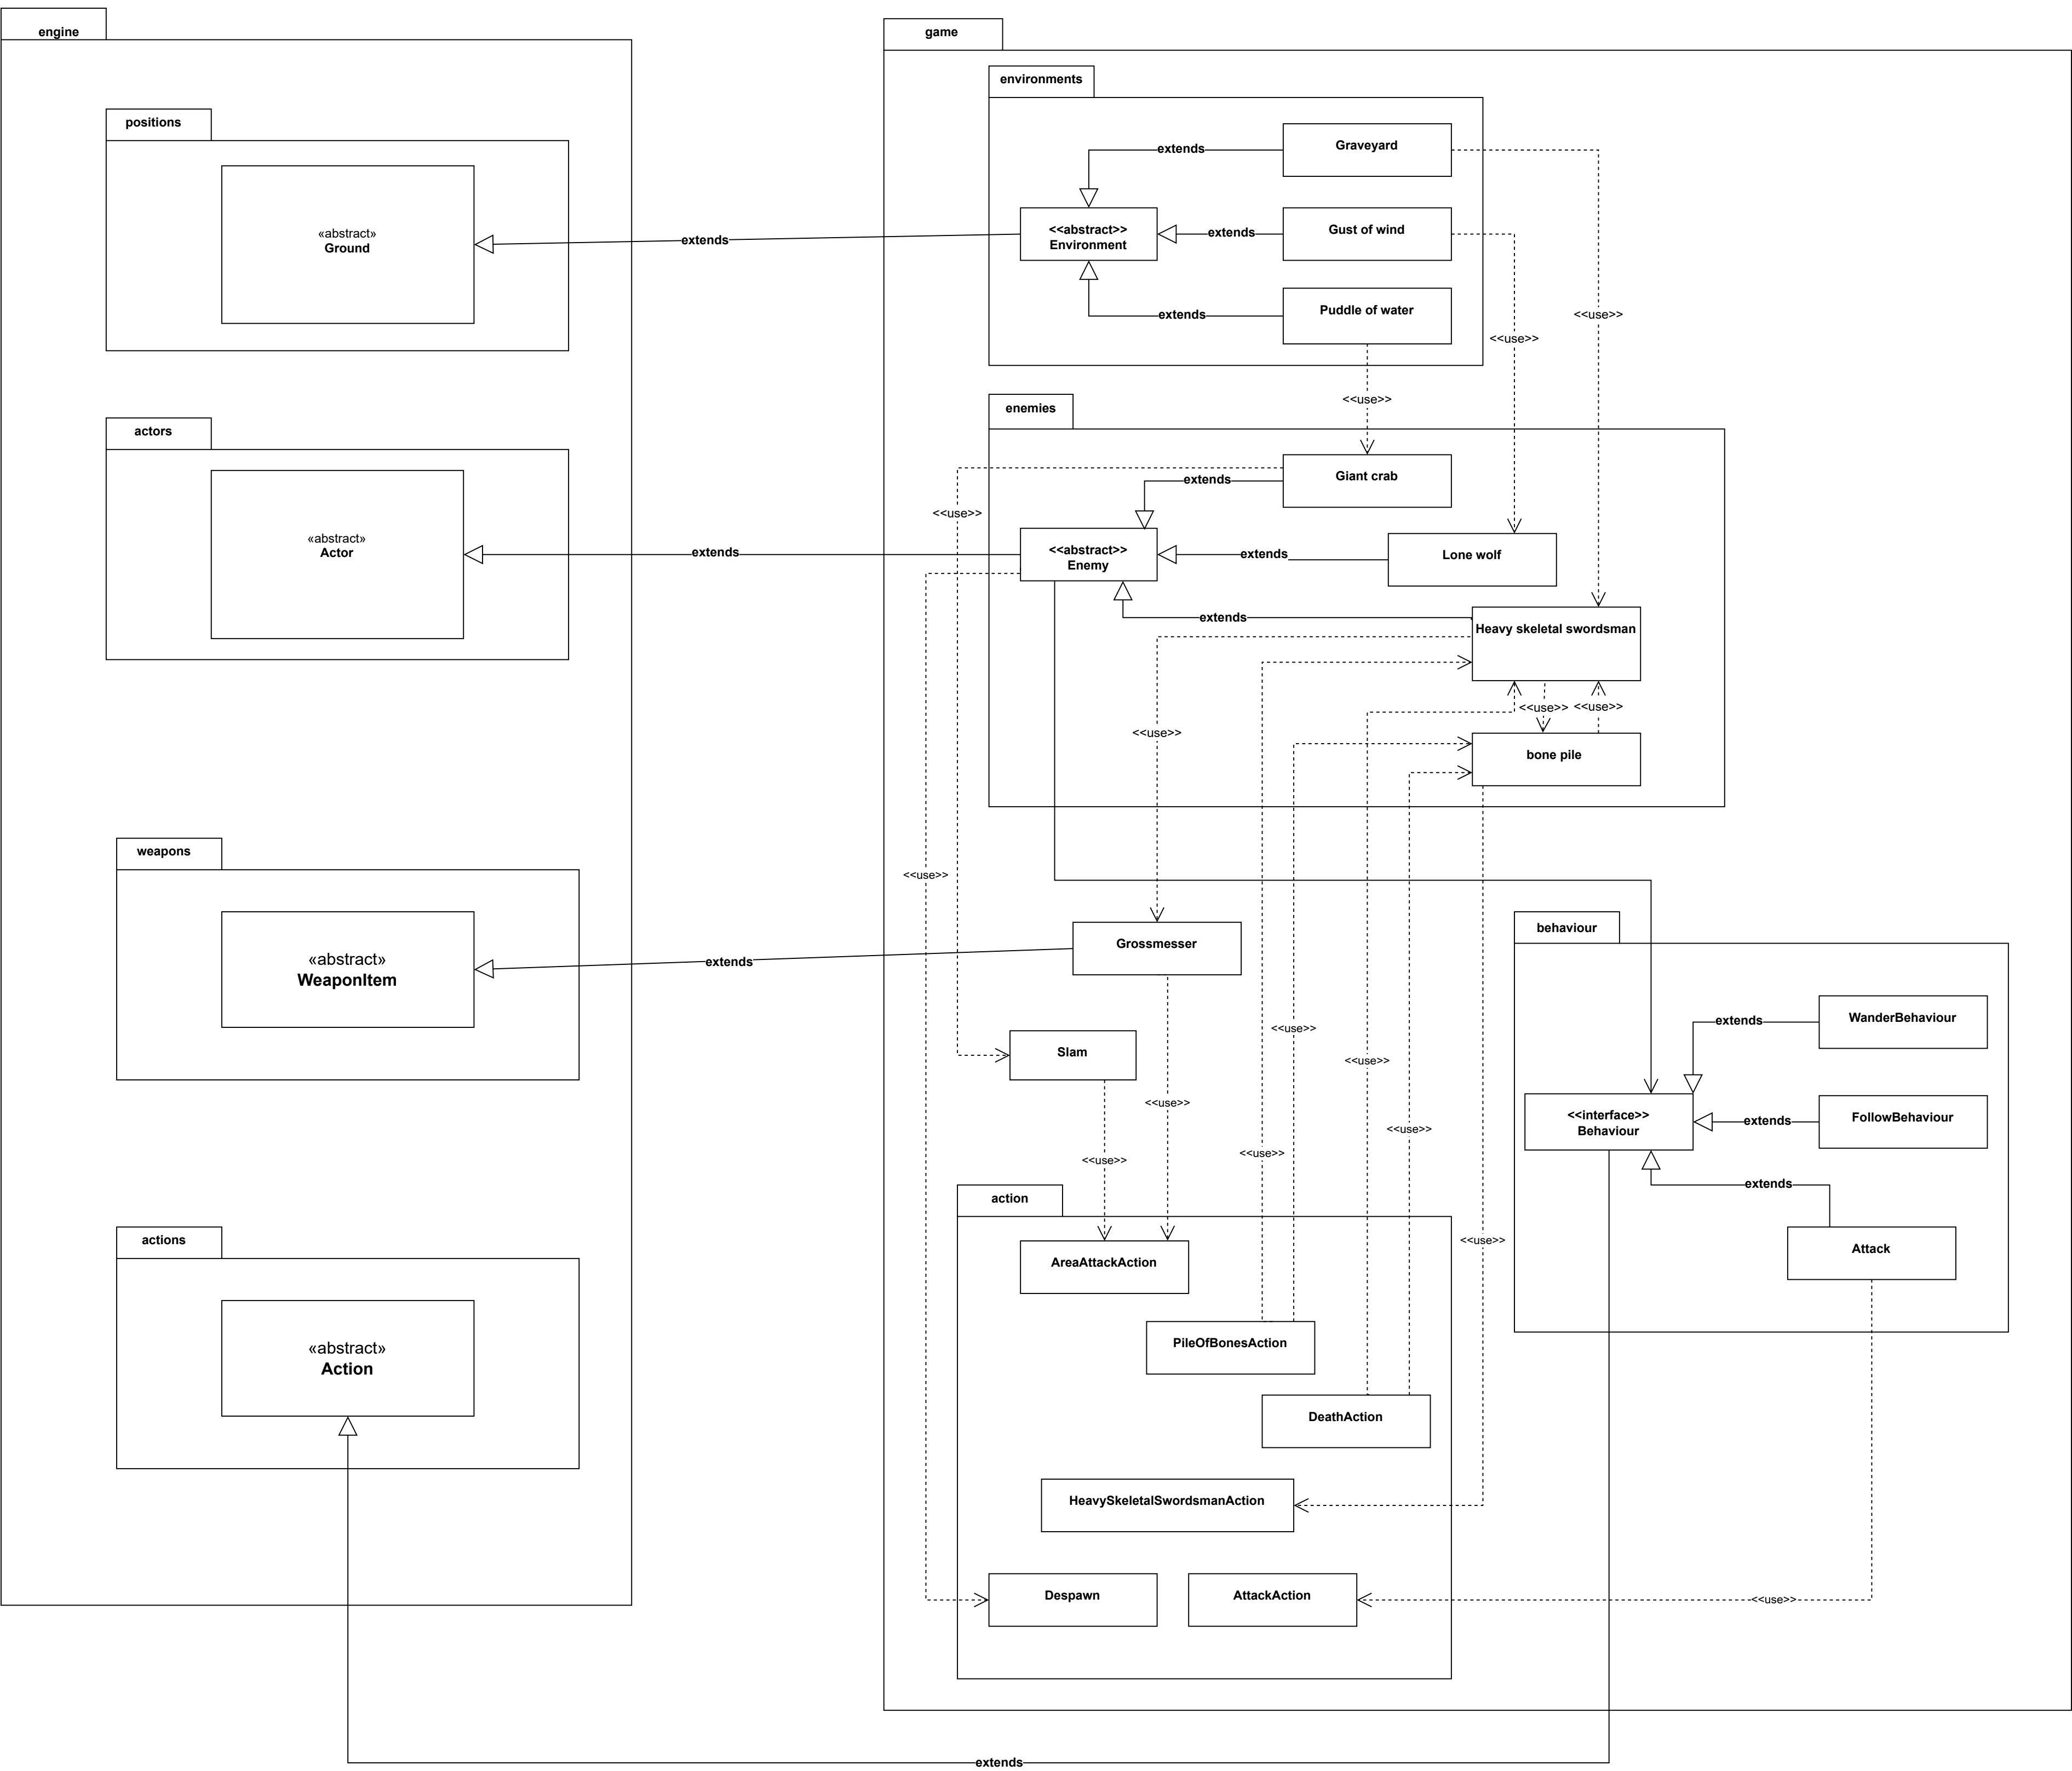 engine
game
environments
positions
Graveyard
extends
«abstract»
Ground
<<abstract>>
Environment
extends
Gust of wind
extends
extends
Puddle of water
<<use>>
<<use>>
<<use>>
enemies
actors
Giant crab
extends
<<use>>
«abstract»
Actor
extends
<<abstract>>
Enemy
extends
Lone wolf
extends
Heavy skeletal swordsman
<<use>>
<<use>>
<<use>>
bone pile
weapons
<<use>>
behaviour
Grossmesser
extends
«abstract»
WeaponItem
WanderBehaviour
extends
<<use>>
Slam
<<use>>
<<use>>
<<interface>>
Behaviour
extends
FollowBehaviour
<<use>>
<<use>>
<<use>>
extends
action
actions
<<use>>
Attack
AreaAttackAction
«abstract»
Action
PileOfBonesAction
DeathAction
HeavySkeletalSwordsmanAction
Despawn
AttackAction
<<use>>
extends